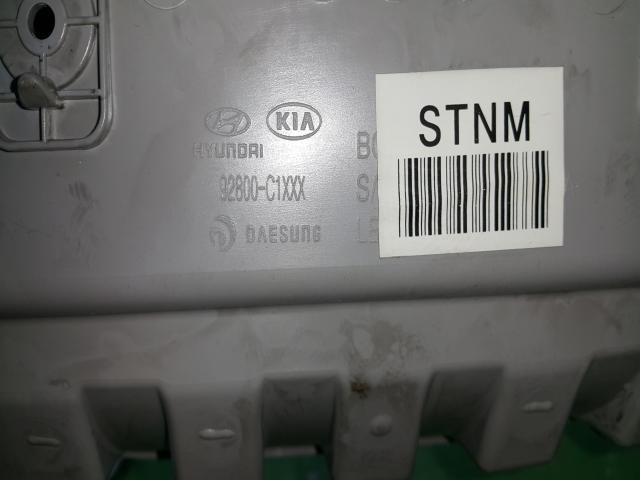 STNM
KIA
HYUNDAI
92800-C1XXX
DAESUNG